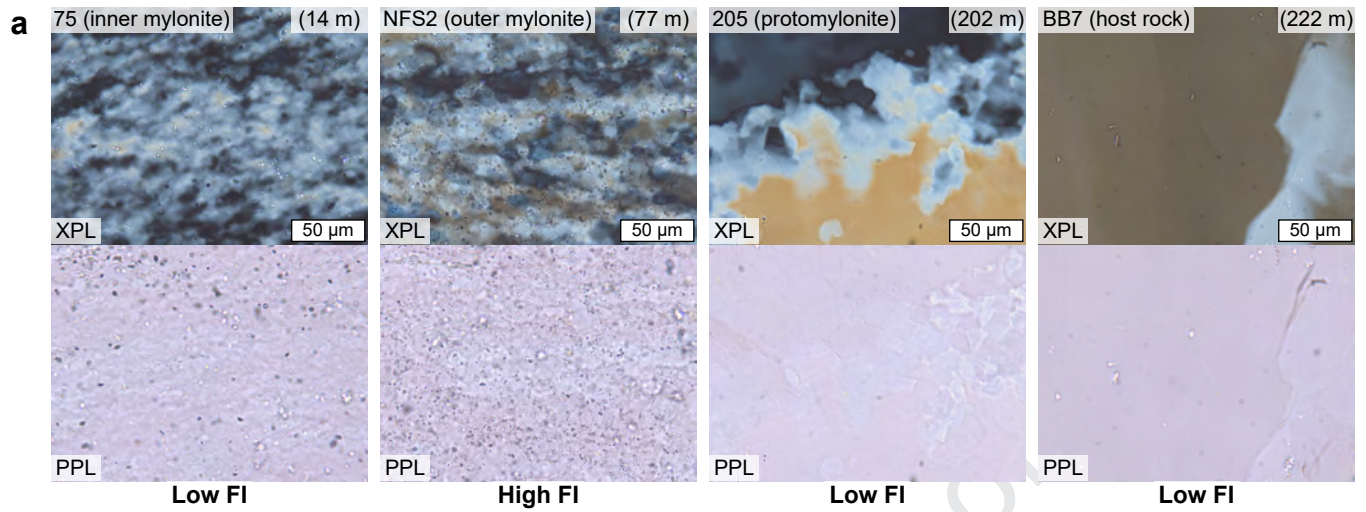 a
75 (inner mylonite) (14 m)
NFS2 (outer mylonite) (77 m)
205 (protomylonite) (202 m)
BB7 (host rock) (222 m)
XPL 50 µm
XPL 50 µm
XPL 50 µm
XPL 50 µm
PPL
PPL
PPL
PPL
Low FI
High FI
Low FI
Low FI